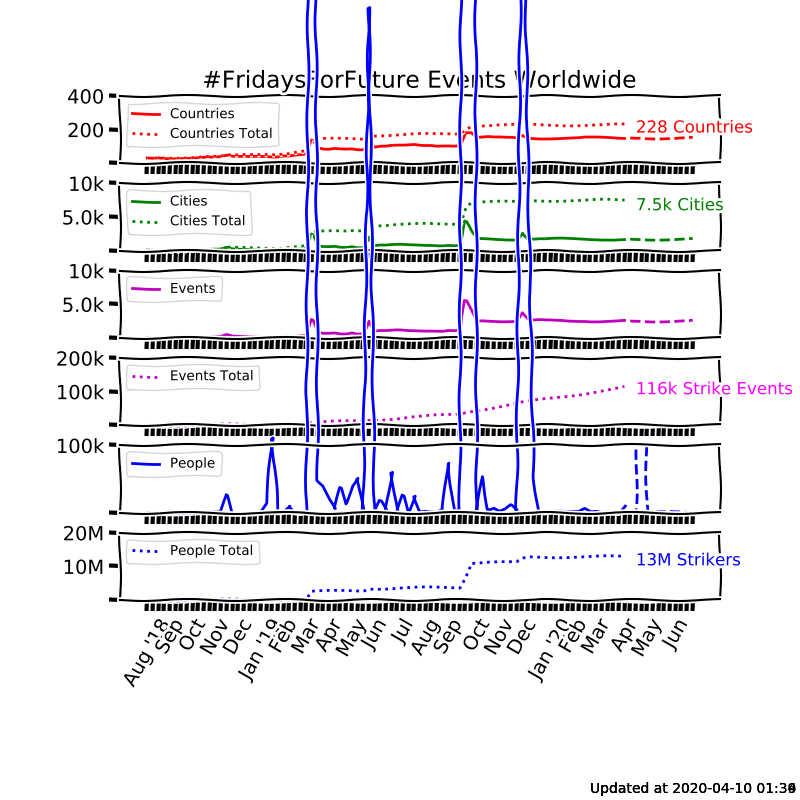 #FridaysForFuture Events Worldwide
400
200
Countries
Countries Total
228 Countries
10k
5.0k
Cities
Cities Total
7.5k Cities
10k
5.0k
Events
200k
100k
Events Total
116k Strike Events
100k
People
20M
10M
People Total
13M Strikers
Aug '18
Sep
Oct
Nov
Dec
Jan '19
Feb
Mar
Apr
May
Jun
Jul
Aug
Sep
Oct
Nov
Dec
Jan '20
Feb
Mar
Apr
May
Jun
Updated at 2020-04-10